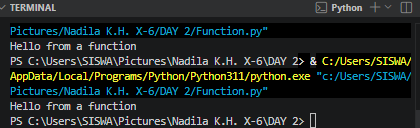 TERMINAL
Python
Pictures/Nadila K.H. X-6/DAY 2/Function.py"
Hello from a function
PS C:\Users\SISWA\Pictures\Nadila K.H. X-6\DAY 2> & C:/Users/SISWA/
AppData/Local/Programs/Python/Python311/python.exe "c:/Users/SISWA/
Pictures/Nadila K.H. X-6/DAY 2/Function.py"
Hello from a function
PS C:\Users\SISWA\Pictures\Nadila K.H. X-6\DAY 2>